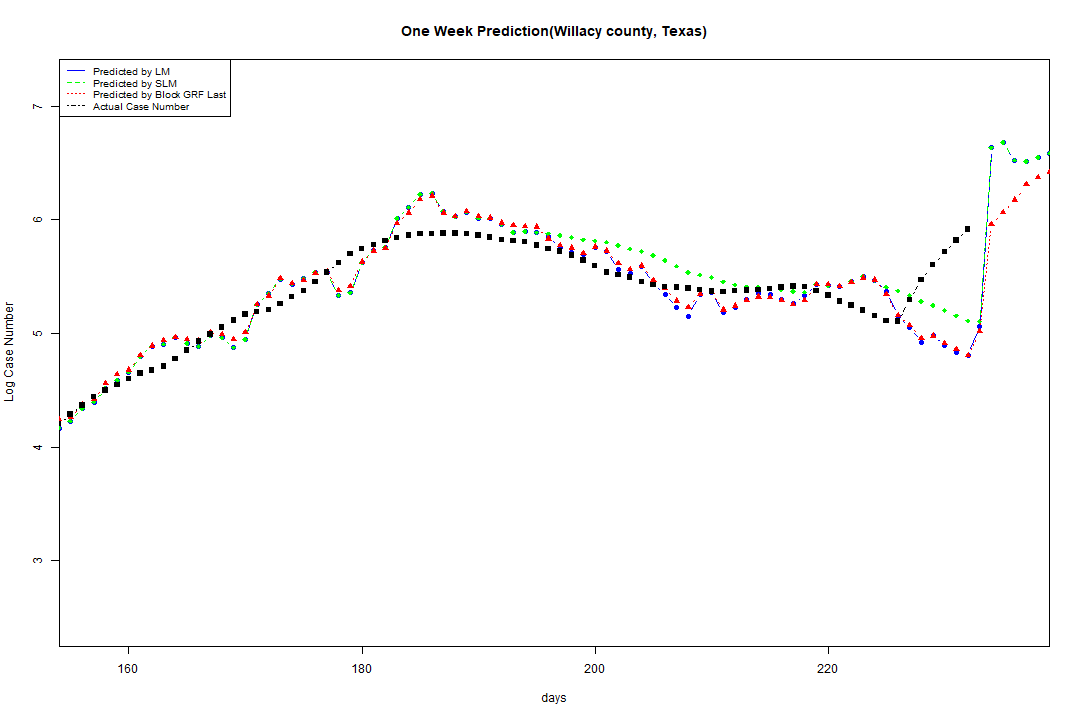 One Week Prediction(Willacy county, Texas)
Predicted by LM
Predicted by SLM
Predicted by Block GRF Last
Actual Case Number
7
6
5
4
3
Log Case Number
160
180
200
220
days